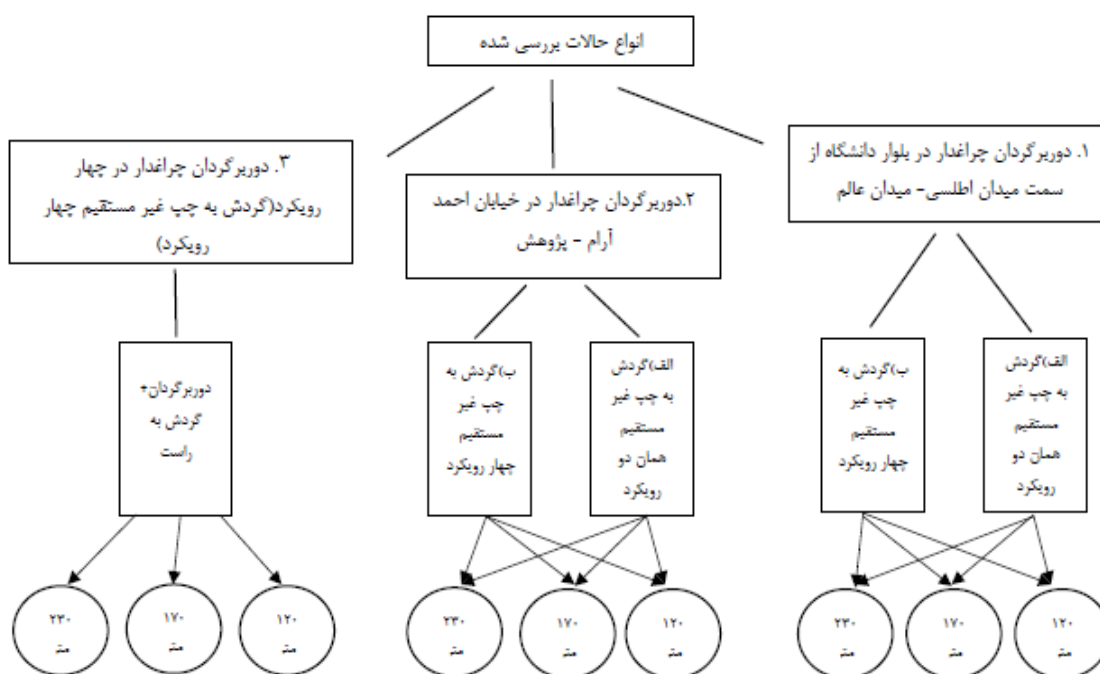 انواع حالات بررسی شده
۱. دوربرگردان چراغدار در بلوار دانشگاه از
سمت میدان اطلسی- میدان عالم
۲.دوربرگردان چراغدار در خیابان احمد
آرام - پژوهش
۳. دوربرگردان چراغدار در چهار
رویکرد(گردش به چپ غیر مستقیم چهار
رویکرد)
الف)گردش
به چپ غیر
مستقیم
همان دو
رویکرد
ب)گردش به
چپ غیر
مستقیم
چهار رویکرد
الف)گردش
به چپ غیر
مستقیم
همان دو
رویکرد
ب)گردش به
چپ غیر
مستقیم
چهار رویکرد
دوربرگردان+
گردش به
راست
۱۲۰
متر
۱۷۰
متر
۲۳۰
متر
۱۲۰
متر
۱۷۰
متر
۲۳۰
متر
۱۲۰
متر
۱۷۰
متر
۲۳۰
متر